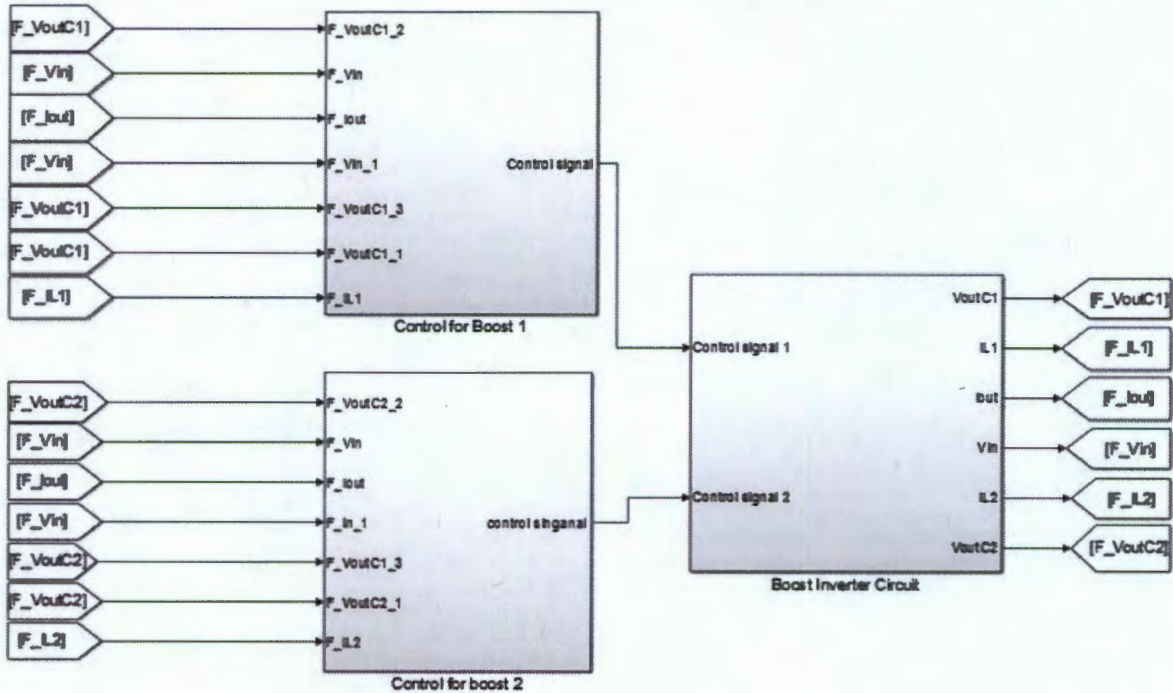 [F_VoutC1]
F_VoutC1_2
[F_Vin]
F_Vin
[F_Iout]
F_Iout
[F_Vin]
F_Vin_1
Control signal
[F_VoutC1]
F_VoutC1_3
[F_VoutC1]
F_VoutC1_1
[F_IL1]
F_IL1
Control for Boost 1
VoutC1
[F_VoutC1]
Control signal 1
IL1
[F_IL1]
Iout
[F_Iout]
Vin
[F_Vin]
Control signal 2
IL2
[F_IL2]
VoutC2
[F_VoutC2]
Boost Inverter Circuit
[F_VoutC2]
F_VoutC2_2
[F_Vin]
F_Vin
[F_Iout]
F_Iout
[F_Vin]
F_in_1
control singanal
[F_VoutC2]
F_VoutC1_3
[F_VoutC2]
F_VoutC2_1
[F_IL2]
F_IL2
Control for boost 2